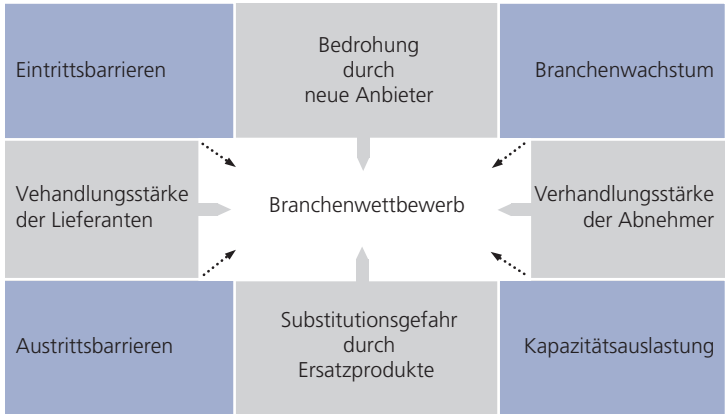 Eintrittsbarrieren
Bedrohung
durch
neue Anbieter
Branchenwachstum
Vehandlungsstärke
der Lieferanten
Branchenwettbewerb
Verhandlungsstärke
der Abnehmer
Austrittsbarrieren
Substitutionsgefahr
durch
Ersatzprodukte
Kapazitätsauslastung